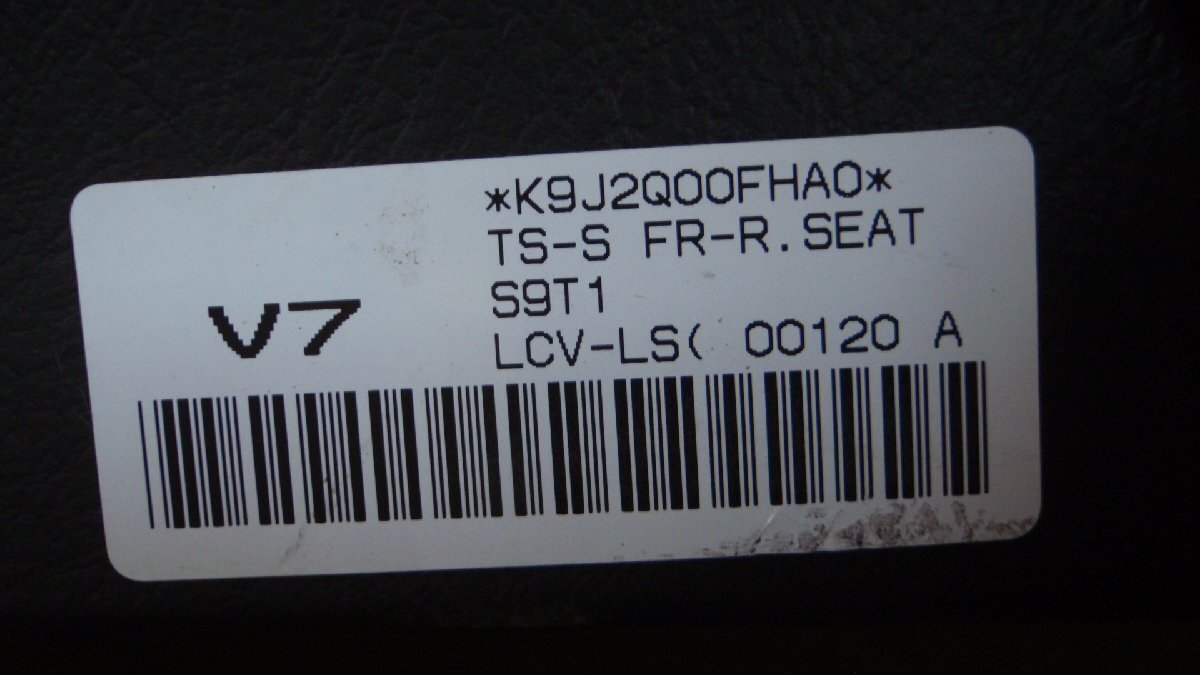 *K9J2Q00FHA0*
TS-S FR-R.SEAT
S9T1
V7
LCV-LS( 00120 A